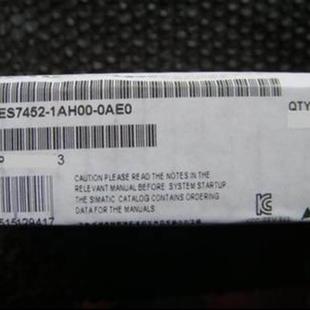 ES7452-1AH00-0AE0
QTY
P 3
CAUTION PLEASE READ THE NOTES IN THE
RELEVANT MANUAL BEFORE SYSTEM STARTUP
THE SIMATIC CATALOG CONTAINS ORDERING
DATA FOR THE MANUALS
515129417